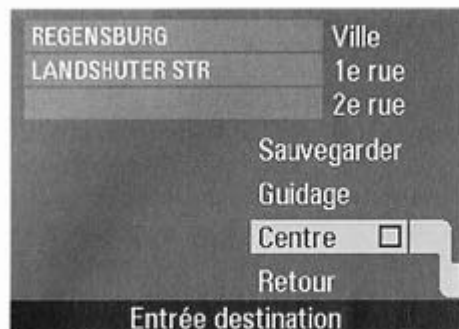 REGENSBURG Ville
LANDSHUTER STR 1e rue
2e rue
Sauvegarder
Guidage
Centre
Retour
Entrée destination